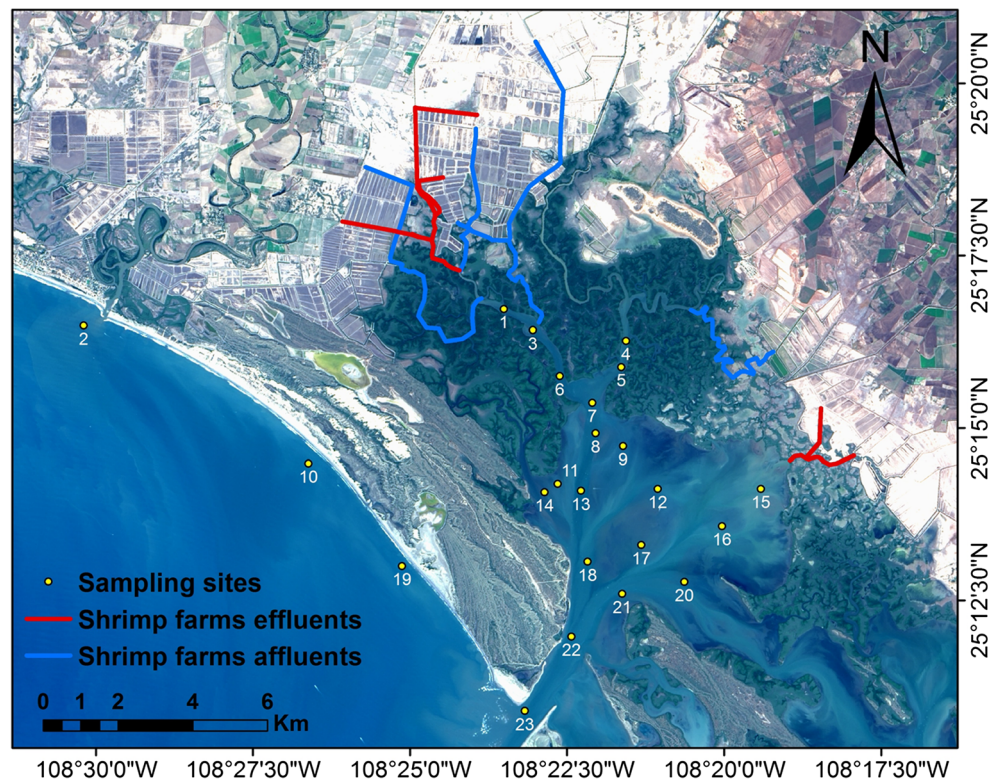 N
25°20'0"N
25°17'30"N
25°15'0"N
25°12'30"N
1
2
3
4
5
6
7
8
9
10
11
12
13
14
15
16
17
18
19
20
21
22
23
Sampling sites
Shrimp farms effluents
Shrimp farms affluents
0 1 2 4 6
Km
108°30'0"W 108°27'30"W 108°25'0"W 108°22'30"W 108°20'0"W 108°17'30"W